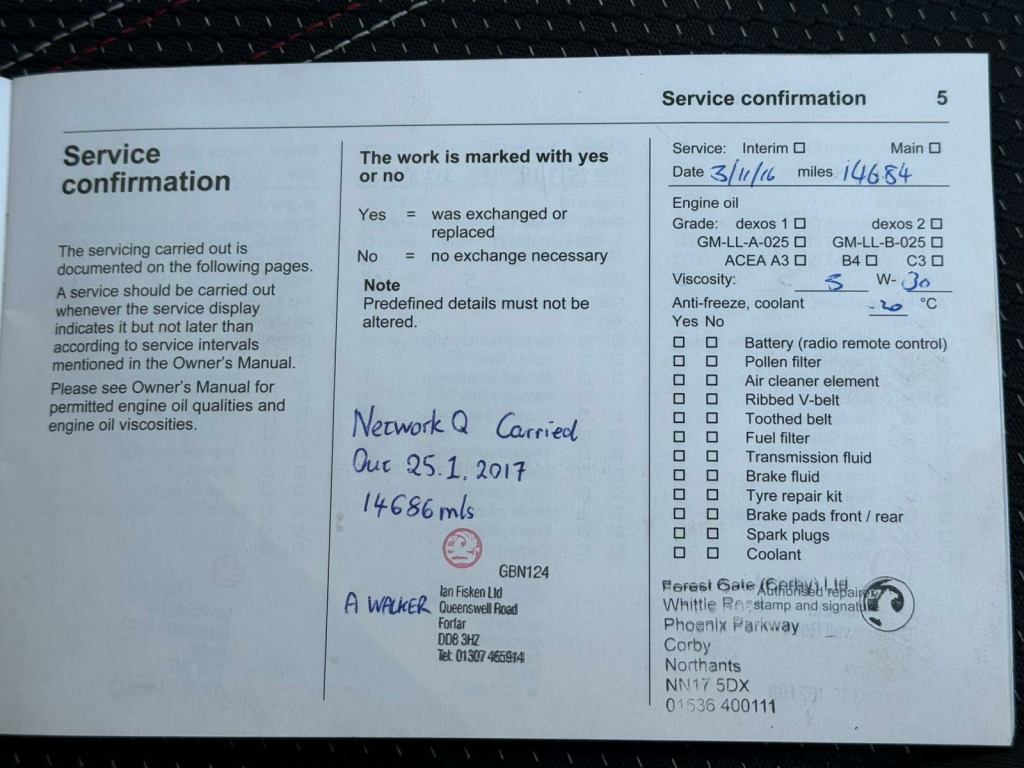 Service confirmation 5
Service
confirmation
The servicing carried out is
documented on the following pages.
A service should be carried out
whenever the service display
indicates it but not later than
according to service intervals
mentioned in the Owner's Manual.
Please see Owner's Manual for
permitted engine oil qualities and
engine oil viscosities.
The work is marked with yes
or no
Yes = was exchanged or
replaced
No = no exchange necessary
Note
Predefined details must not be
altered.
Network Q Carried
Out 25.1.2017
14686 mls
GBN124
A WALKER
Ian Fisken Ltd
Queenswell Road
Forfar
DD8 3HZ
Tel: 01307 465914
Service: Interim ☐ Main ☐
Date 3/11/16 miles 14684
Engine oil
Grade: dexos 1 ☐ dexos 2 ☐
GM-LL-A-025 ☐ GM-LL-B-025 ☐
ACEA A3 ☐ B4 ☐ C3 ☐
Viscosity: 5 W- 30
Anti-freeze, coolant -20 °C
Yes No
☐ ☐ Battery (radio remote control)
☐ ☐ Pollen filter
☐ ☐ Air cleaner element
☐ ☐ Ribbed V-belt
☐ ☐ Toothed belt
☐ ☐ Fuel filter
☐ ☐ Transmission fluid
☐ ☐ Brake fluid
☐ ☐ Tyre repair kit
☐ ☐ Brake pads front / rear
☐ ☐ Spark plugs
☐ ☐ Coolant
Forest Gate (Corby) Ltd
Authorised repairer
Whittle Road
stamp and signat
Phoenix Parkway
Corby
Northants
NN17 5DX
01536 400111